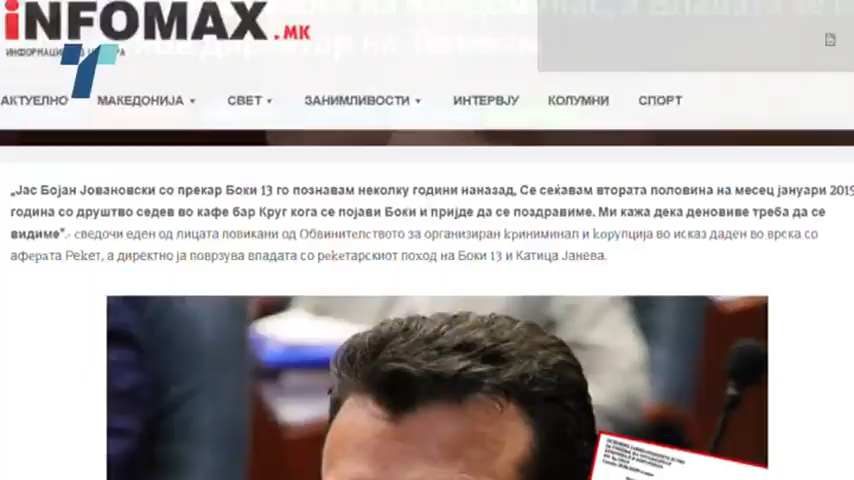 iNFOMAX.МК
АКТУЕЛНО МАКЕДОНИЈА СВЕТ ЗАНИМЛИВОСТИ ИНТЕРВЈУ КОЛУМНИ СПОРТ
„Јас Бојан Јовановски со прекар Боки 13 го познавам неколку години наназад. Се сеќавам втората половина на месец јануари 2019
година со друштво седев во кафе бар Круг кога се појави Боки и пријде да се поздравиме. Ми кажа дека деновиве треба да се
видиме“.- сведочи еден од лицата повикани од Обвинителството за организиран криминал и корупција во исказ даден во врска со
аферата Рекет, а директно ја поврзува владата со рекетарскиот поход на Боки 13 и Катица Јанева.